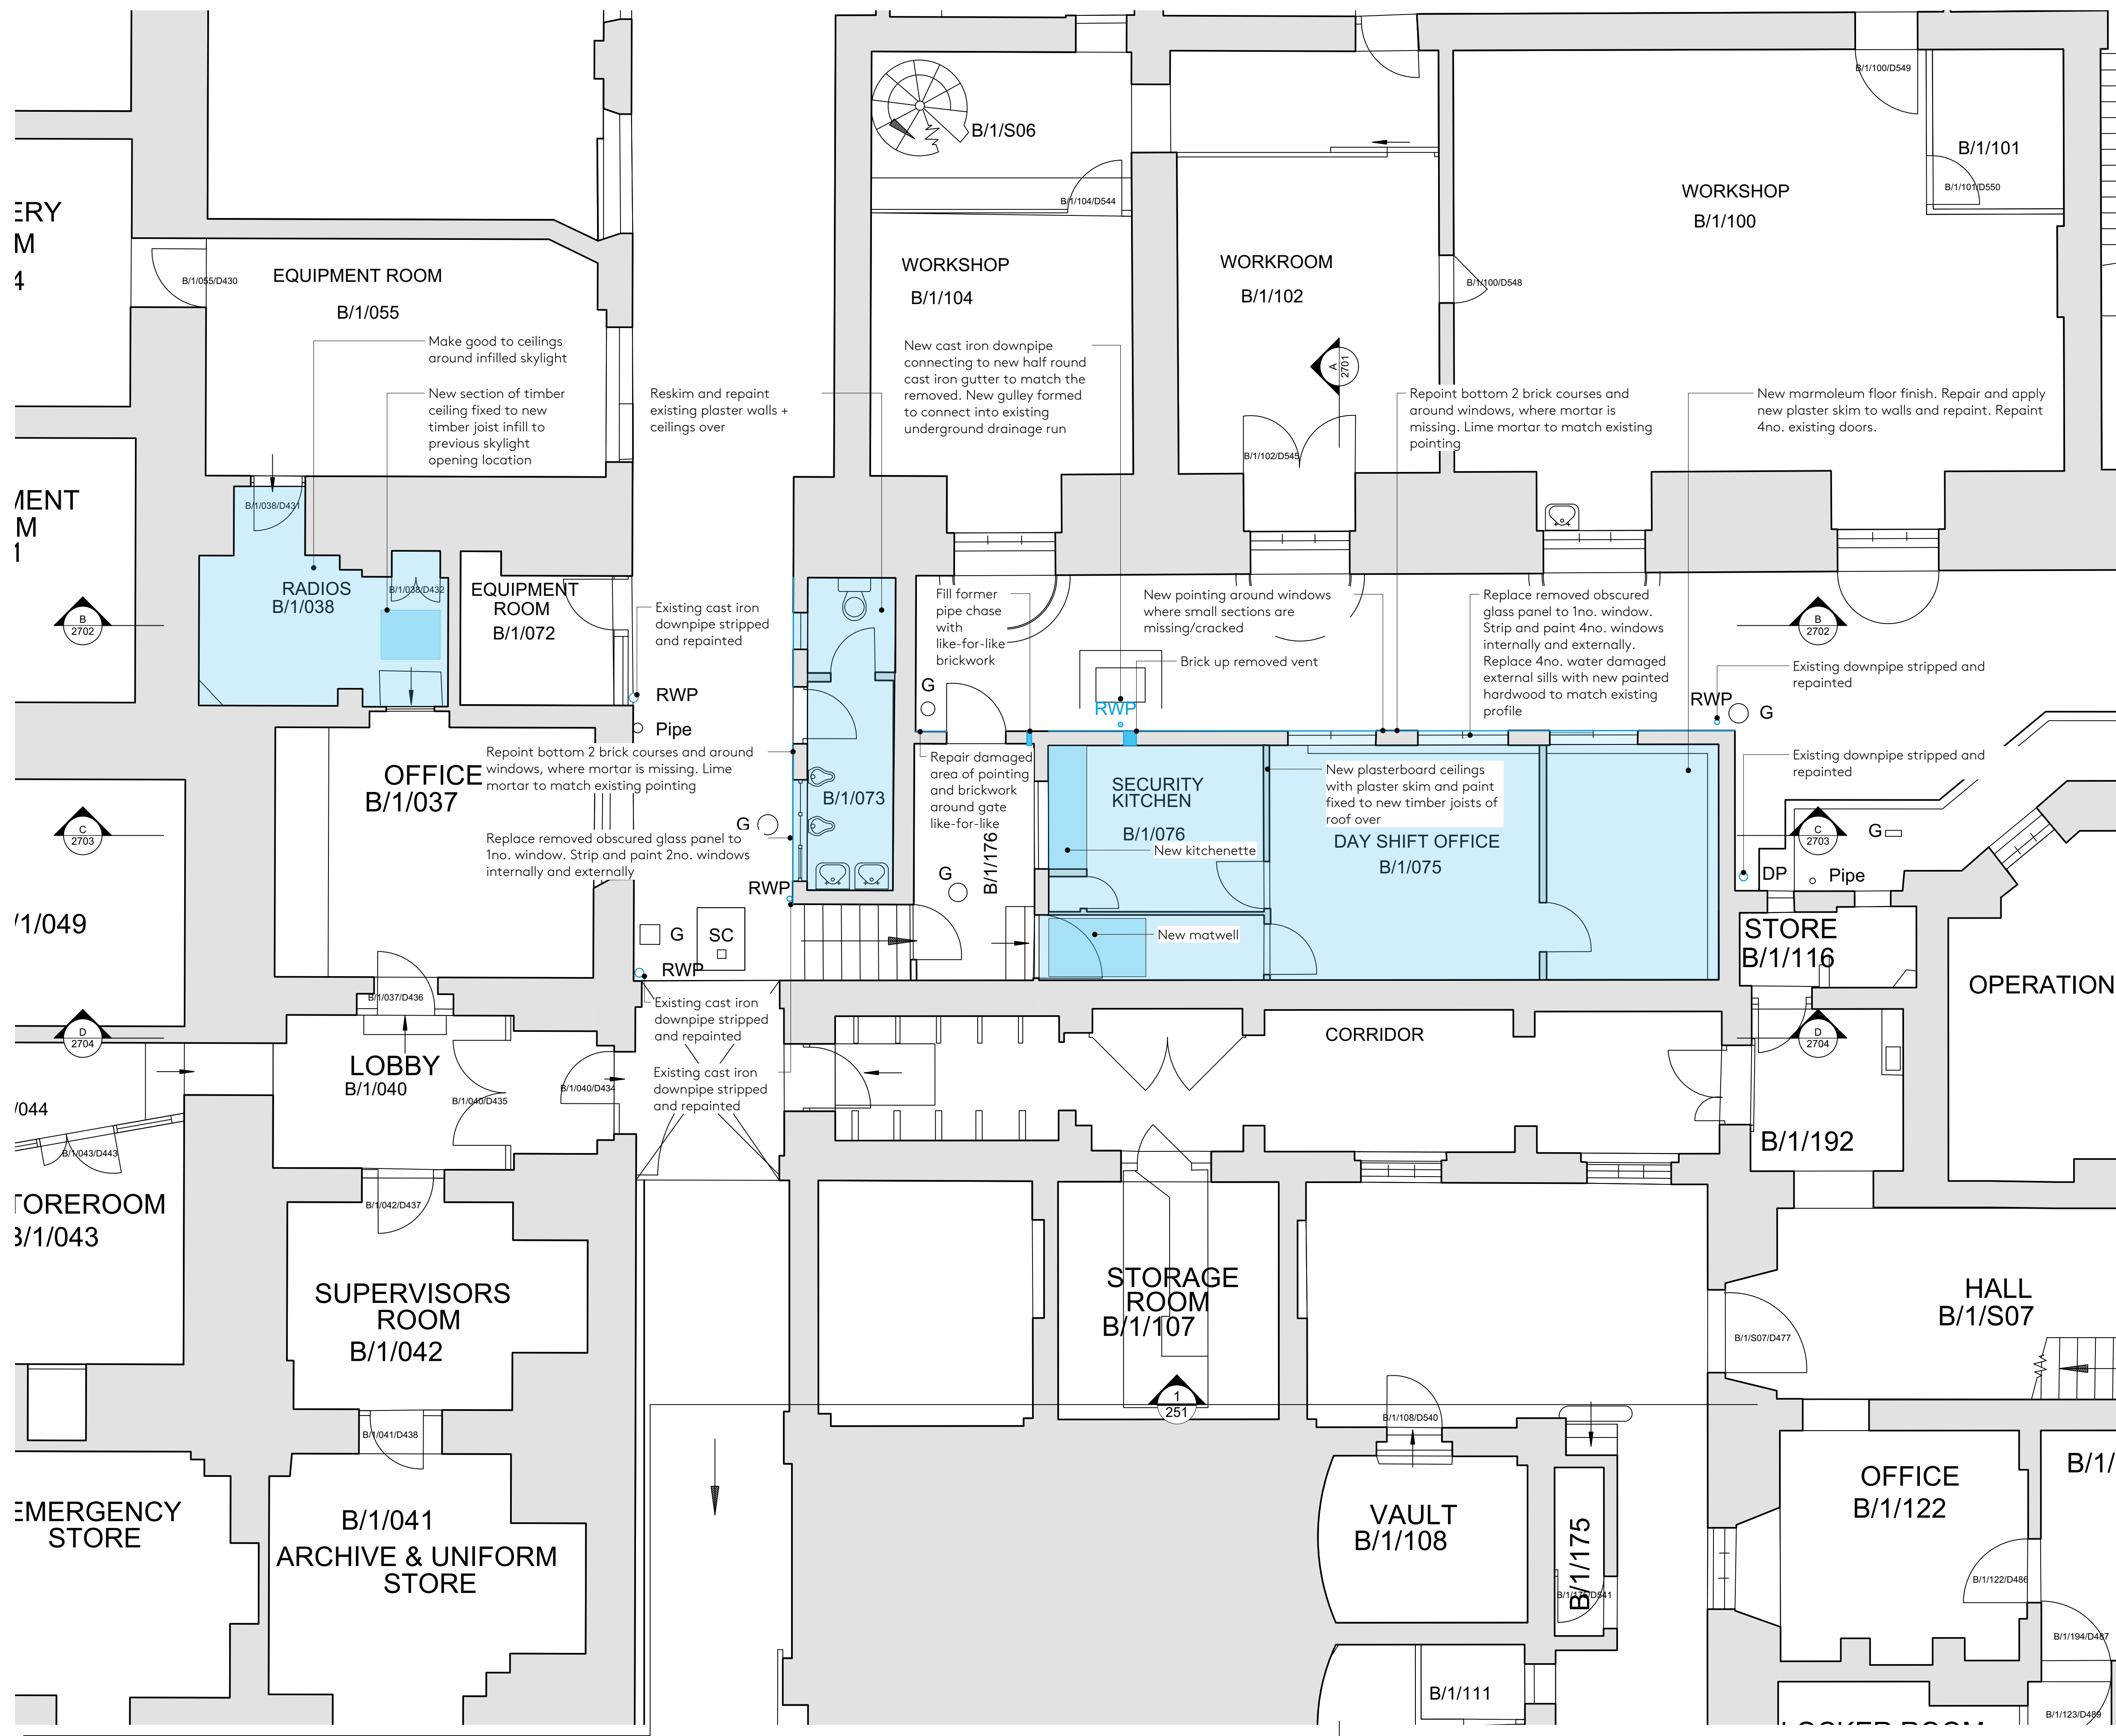 B/1/S06
B/1/104/D544
B/1/100/D549
B/1/101
B/1/101/D550
WORKSHOP
B/1/100
ERY
M
4
B/1/055/D430
EQUIPMENT ROOM
B/1/055
WORKSHOP
B/1/104
WORKROOM
B/1/102
B/1/100/D548
A
2701
B/1/102/D545
Make good to ceilings
around infilled skylight
New section of timber
ceiling fixed to new
timber joist infill to
previous skylight
opening location
Reskim and repaint
existing plaster walls +
ceilings over
New cast iron downpipe
connecting to new half round
cast iron gutter to match the
removed. New gulley formed
to connect into existing
underground drainage run
Repoint bottom 2 brick courses and
around windows, where mortar is
missing. Lime mortar to match existing
pointing
New marmoleum floor finish. Repair and apply
new plaster skim to walls and repaint. Repaint
4no. existing doors.
MENT
M
1
B/1/038/D431
RADIOS
B/1/038
B/1/038/D432
EQUIPMENT
ROOM
B/1/072
B
2702
Existing cast iron
downpipe stripped
and repainted
RWP
Pipe
Fill former
pipe chase
with
like-for-like
brickwork
New pointing around windows
where small sections are
missing/cracked
Brick up removed vent
Replace removed obscured
glass panel to 1no. window.
Strip and paint 4no. windows
internally and externally.
Replace 4no. water damaged
external sills with new painted
hardwood to match existing
profile
B
2702
Existing downpipe stripped and
repainted
RWP
G
G
RWP
Existing downpipe stripped and
repainted
OFFICE
B/1/037
Repoint bottom 2 brick courses and around
windows, where mortar is missing. Lime
mortar to match existing pointing
G
Replace removed obscured glass panel to
1no. window. Strip and paint 2no. windows
internally and externally
RWP
B/1/073
Repair damaged
area of pointing
and brickwork
around gate
like-for-like
G
B/1/176
SECURITY
KITCHEN
B/1/076
New kitchenette
New plasterboard ceilings
with plaster skim and paint
fixed to new timber joists of
roof over
DAY SHIFT OFFICE
B/1/075
New matwell
C
2703
C
2703
G
DP
Pipe
/1/049
G
SC
RWP
STORE
B/1/116
OPERATION
B/1/037/D436
Existing cast iron
downpipe stripped
and repainted
Existing cast iron
downpipe stripped
and repainted
D
2704
D
2704
LOBBY
B/1/040
B/1/040/D435
B/1/040/D434
CORRIDOR
/044
B/1/043/D443
B/1/192
TOREROOM
B/1/043
B/1/042/D437
SUPERVISORS
ROOM
B/1/042
STORAGE
ROOM
B/1/107
HALL
B/1/S07
B/1/S07/D477
1
251
B/1/108/D540
B/1/041/D438
EMERGENCY
STORE
B/1/041
ARCHIVE & UNIFORM
STORE
VAULT
B/1/108
B/1/175
B/1/175/D541
OFFICE
B/1/122
B/1/
B/1/122/D486
B/1/194/D487
B/1/111
B/1/123/D489
LOCKER ROOM